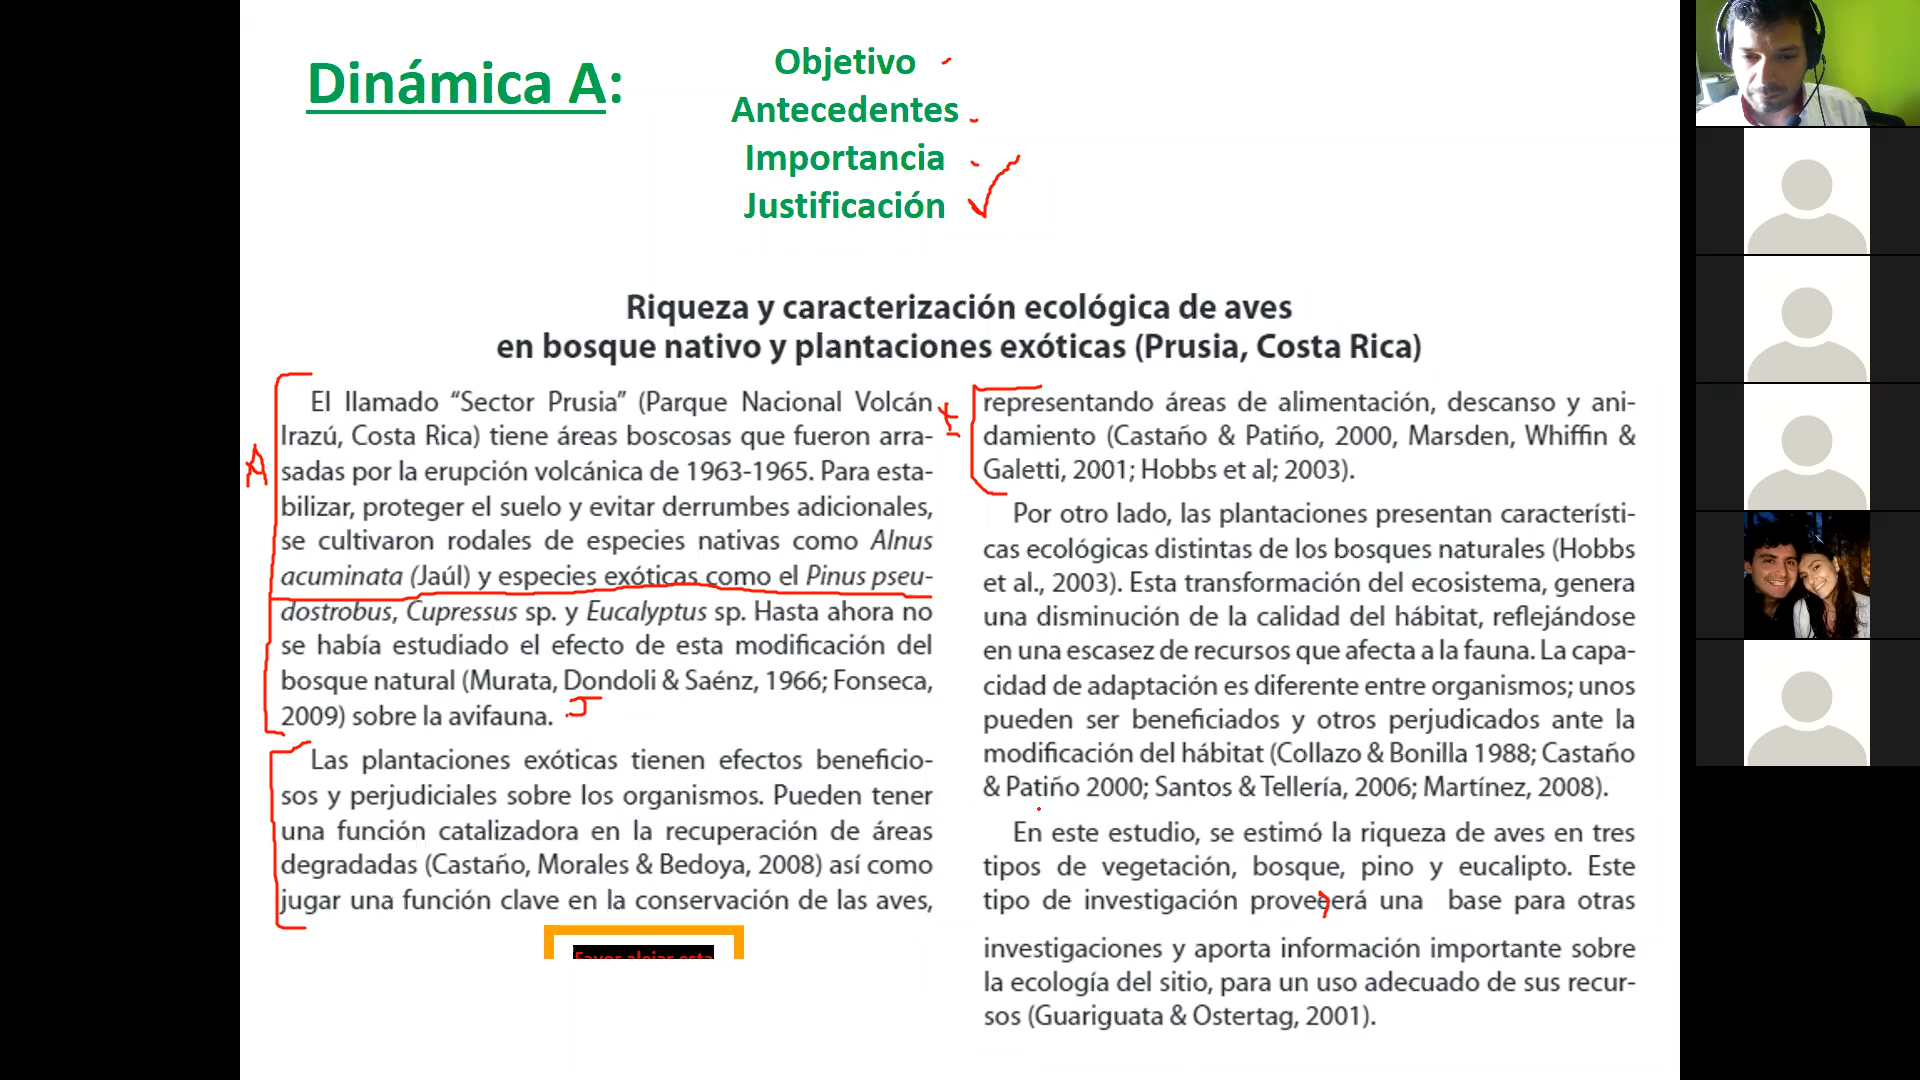 Dinámica A:
Objetivo
Antecedentes
Importancia
Justificación
Riqueza y caracterización ecológica de aves
en bosque nativo y plantaciones exóticas (Prusia, Costa Rica)
A
El llamado “Sector Prusia” (Parque Nacional Volcán
Irazú, Costa Rica) tiene áreas boscosas que fueron arra-
sadas por la erupción volcánica de 1963-1965. Para esta-
bilizar, proteger el suelo y evitar derrumbes adicionales,
se cultivaron rodales de especies nativas como Alnus
acuminata (Jaúl) y especies exóticas como el Pinus pseu-
dostrobus, Cupressus sp. y Eucalyptus sp. Hasta ahora no
se había estudiado el efecto de esta modificación del
bosque natural (Murata, Dondoli & Saénz, 1966; Fonseca,
2009) sobre la avifauna.
J
Las plantaciones exóticas tienen efectos beneficio-
sos y perjudiciales sobre los organismos. Pueden tener
una función catalizadora en la recuperación de áreas
degradadas (Castaño, Morales & Bedoya, 2008) así como
jugar una función clave en la conservación de las aves,
Favor alejar esta
representando áreas de alimentación, descanso y ani-
damiento (Castaño & Patiño, 2000, Marsden, Whiffin &
Galetti, 2001; Hobbs et al; 2003).
Por otro lado, las plantaciones presentan característi-
cas ecológicas distintas de los bosques naturales (Hobbs
et al., 2003). Esta transformación del ecosistema, genera
una disminución de la calidad del hábitat, reflejándose
en una escasez de recursos que afecta a la fauna. La capa-
cidad de adaptación es diferente entre organismos; unos
pueden ser beneficiados y otros perjudicados ante la
modificación del hábitat (Collazo & Bonilla 1988; Castaño
& Patiño 2000; Santos & Tellería, 2006; Martínez, 2008).
En este estudio, se estimó la riqueza de aves en tres
tipos de vegetación, bosque, pino y eucalipto. Este
tipo de investigación proveeerá una base para otras
investigaciones y aporta información importante sobre
la ecología del sitio, para un uso adecuado de sus recur-
sos (Guariguata & Ostertag, 2001).